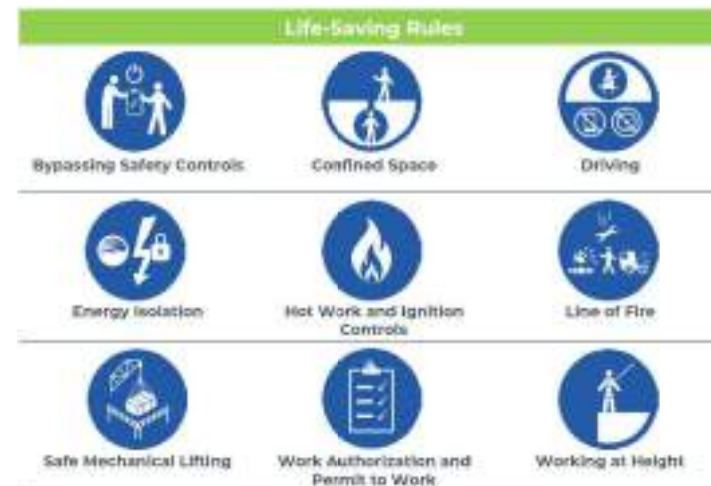 Life-Saving Rules
Bypassing Safety Controls
Confined Space
Driving
Energy Isolation
Hot Work and Ignition
Controls
Line of Fire
Safe Mechanical Lifting
Work Authorization and
Permit to Work
Working at Height